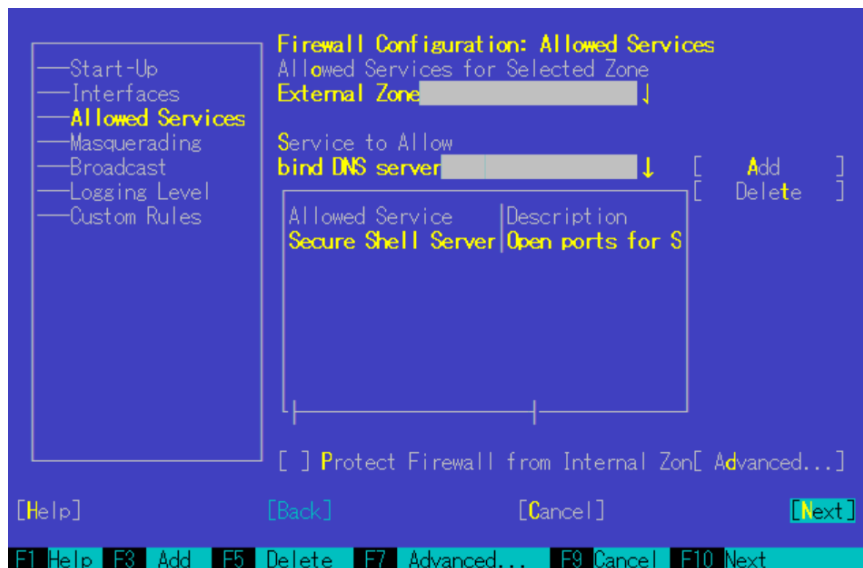 Firewall Configuration: Allowed Services
Start-Up
Interfaces
Allowed Services
Masquerading
Broadcast
Logging Level
Custom Rules
Allowed Services for Selected Zone
External Zone ↓
Service to Allow
bind DNS server ↓ [ Add ]
[ Delete ]
Allowed Service |Description
Secure Shell Server|Open ports for S
[ ] Protect Firewall from Internal Zon[ Advanced...]
[Help] [Back] [Cancel] [Next]
F1 Help F3 Add F5 Delete F7 Advanced... F9 Cancel F10 Next